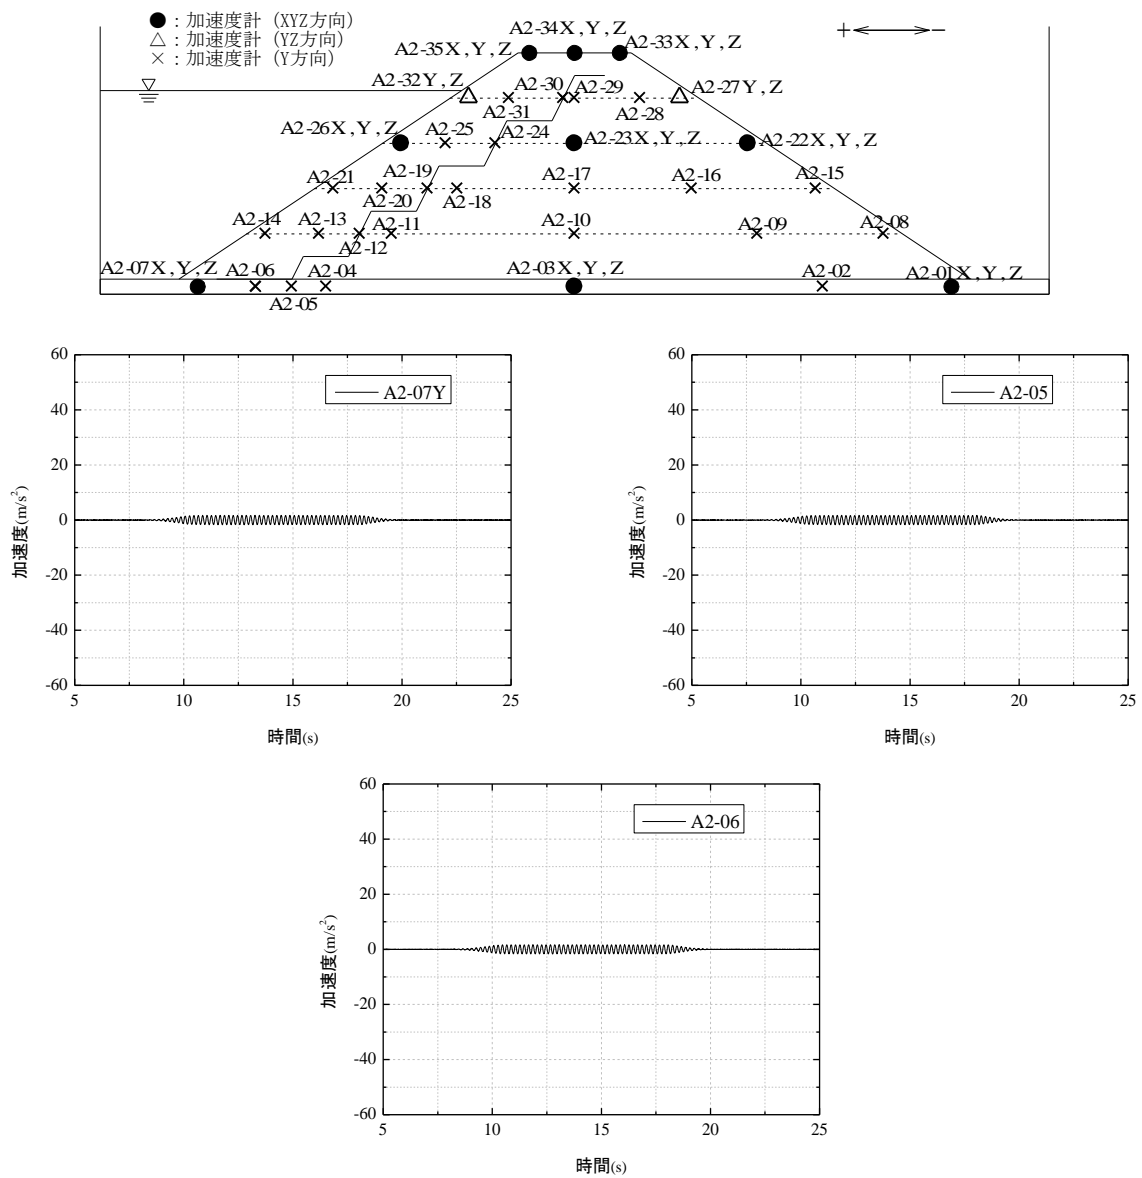 ●：加速度計（XYZ方向）
△：加速度計（YZ方向）
×：加速度計（Y方向）
A2-34X, Y, Z
A2-35X, Y, Z
A2-33X, Y, Z
+ −
A2-32Y, Z
A2-30
A2-29
A2-27Y, Z
A2-31
A2-28
A2-26X, Y, Z
A2-25
A2-24
A2-23X, Y, Z
A2-22X, Y, Z
A2-21
A2-19
A2-17
A2-16
A2-15
A2-20
A2-18
A2-14
A2-13
A2-11
A2-10
A2-09
A2-08
A2-12
A2-07X, Y, Z
A2-06
A2-04
A2-03X, Y, Z
A2-02
A2-01X, Y, Z
A2-05
60
40
20
0
-20
-40
-60
加速度(m/s²)
A2-07Y
5 10 15 20 25
時間(s)
60
40
20
0
-20
-40
-60
加速度(m/s²)
A2-05
5 10 15 20 25
時間(s)
60
40
20
0
-20
-40
-60
加速度(m/s²)
A2-06
5 10 15 20 25
時間(s)